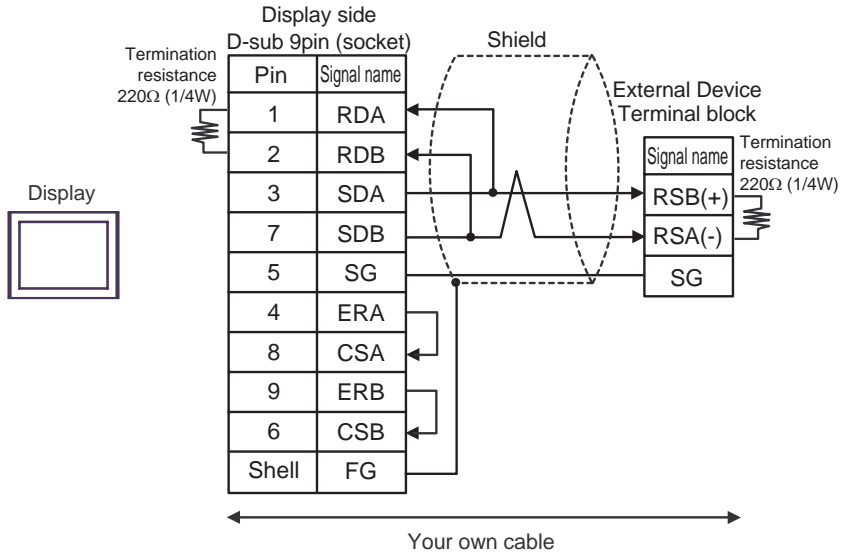 Display side
D-sub 9pin (socket)
Shield
Termination
resistance
220Ω (1/4W)
External Device
Terminal block
Pin Signal name
1 RDA
2 RDB
3 SDA
7 SDB
5 SG
4 ERA
8 CSA
9 ERB
6 CSB
Shell FG
Signal name
RSB(+)
RSA(-)
SG
Termination
resistance
220Ω (1/4W)
Display
Your own cable